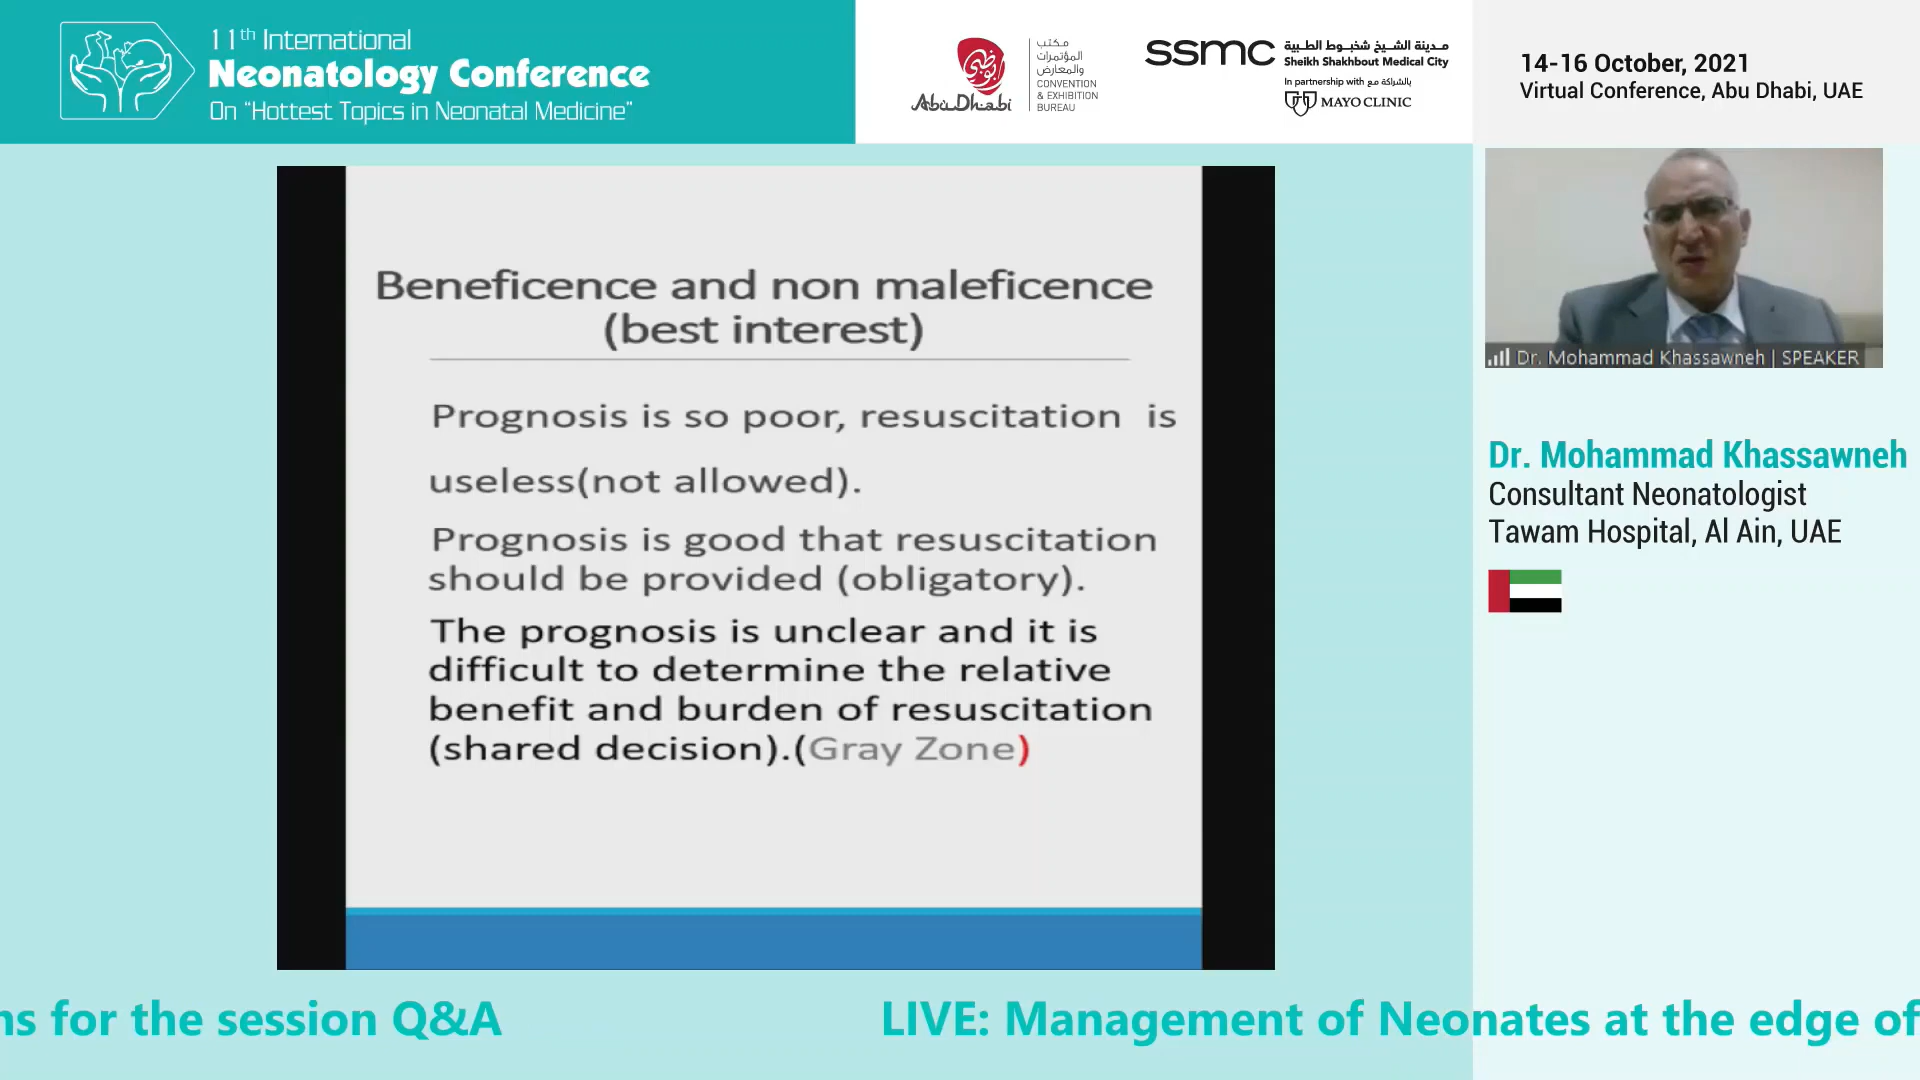 11th International
Neonatology Conference
On “Hottest Topics in Neonatal Medicine”
أبوظبي
Abu Dhabi
مكتب
المؤتمرات
والمعارض
CONVENTION
& EXHIBITION
BUREAU
ssmc
مدينة الشيخ شخبوط الطبية
Sheikh Shakhbout Medical City
In partnership with بالشراكة مع
MAYO CLINIC
14-16 October, 2021
Virtual Conference, Abu Dhabi, UAE
Beneficence and non maleficence
(best interest)
Prognosis is so poor, resuscitation is
useless(not allowed).
Prognosis is good that resuscitation
should be provided (obligatory).
The prognosis is unclear and it is
difficult to determine the relative
benefit and burden of resuscitation
(shared decision).(Gray Zone)
Dr. Mohammad Khassawneh | SPEAKER
Dr. Mohammad Khassawneh
Consultant Neonatologist
Tawam Hospital, Al Ain, UAE
ns for the session Q&A
LIVE: Management of Neonates at the edge of